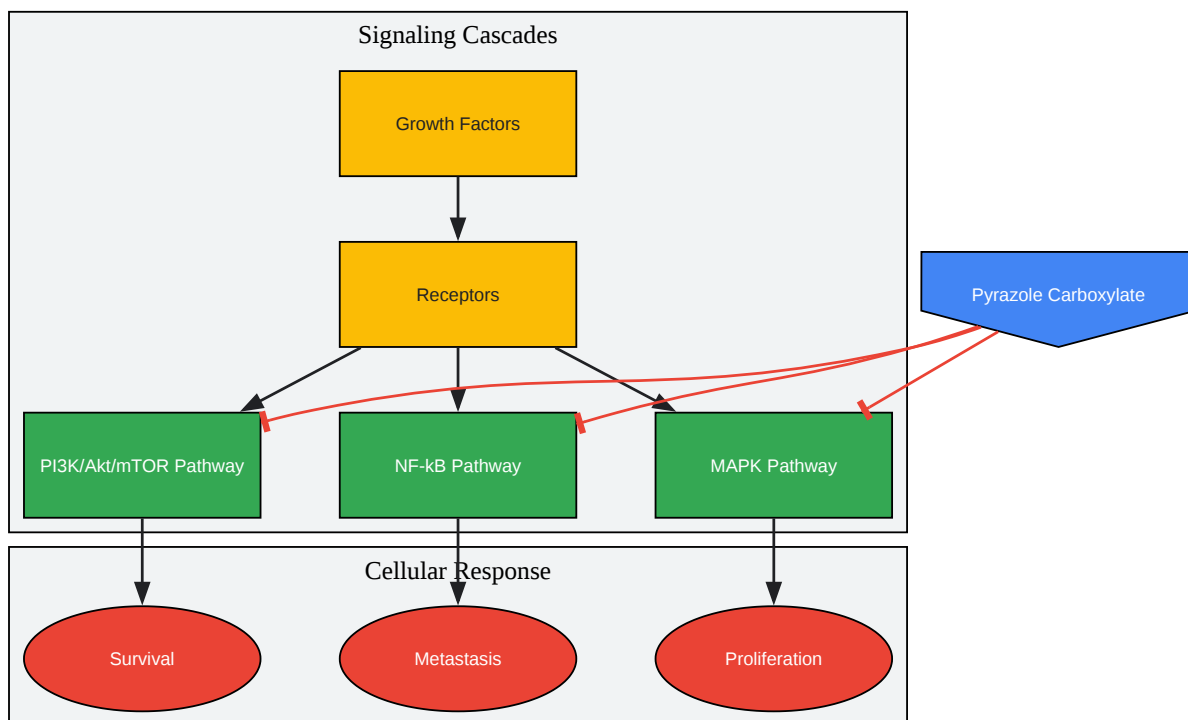 Signaling Cascades
Growth Factors
Receptors
Pyrazole Carboxylate
PI3K/Akt/mTOR Pathway
NF-kB Pathway
MAPK Pathway
Cellular Response
Survival
Metastasis
Proliferation